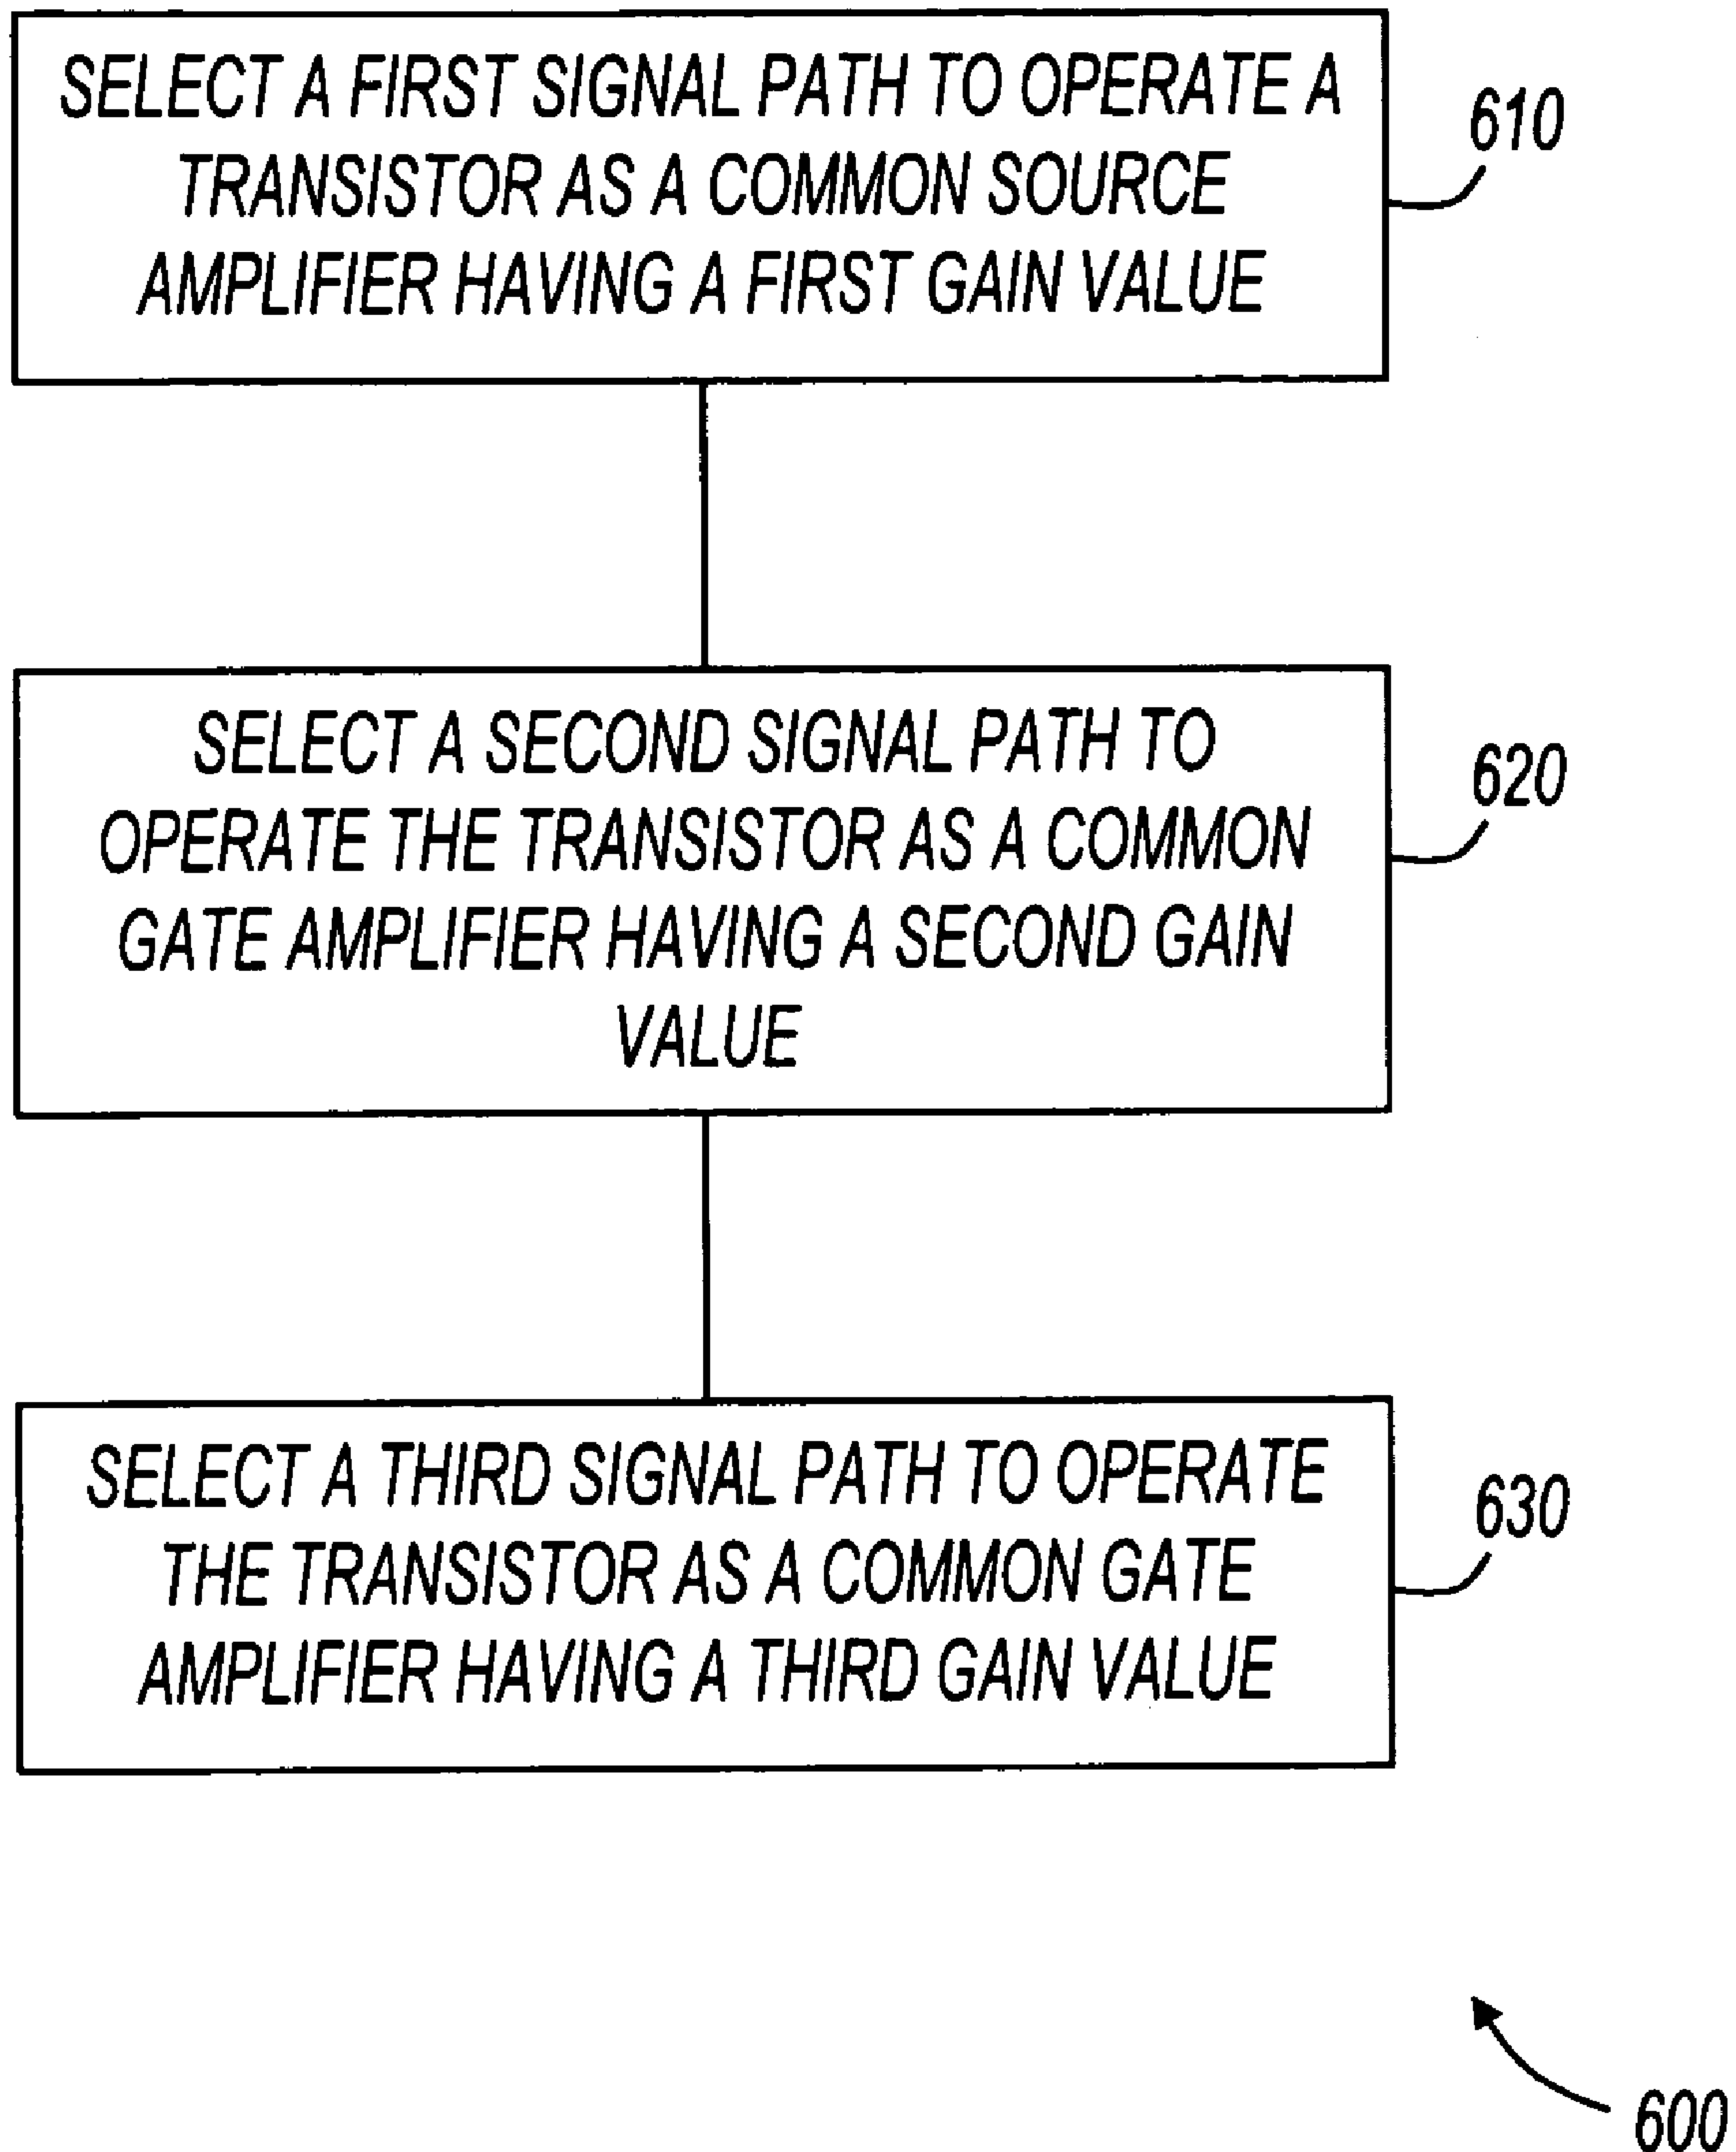 SELECT A FIRST SIGNAL PATH TO OPERATE A
TRANSISTOR AS A COMMON SOURCE
AMPLIFIER HAVING A FIRST GAIN VALUE
610
SELECT A SECOND SIGNAL PATH TO
OPERATE THE TRANSISTOR AS A COMMON
GATE AMPLIFIER HAVING A SECOND GAIN
VALUE
620
SELECT A THIRD SIGNAL PATH TO OPERATE
THE TRANSISTOR AS A COMMON GATE
AMPLIFIER HAVING A THIRD GAIN VALUE
630
600